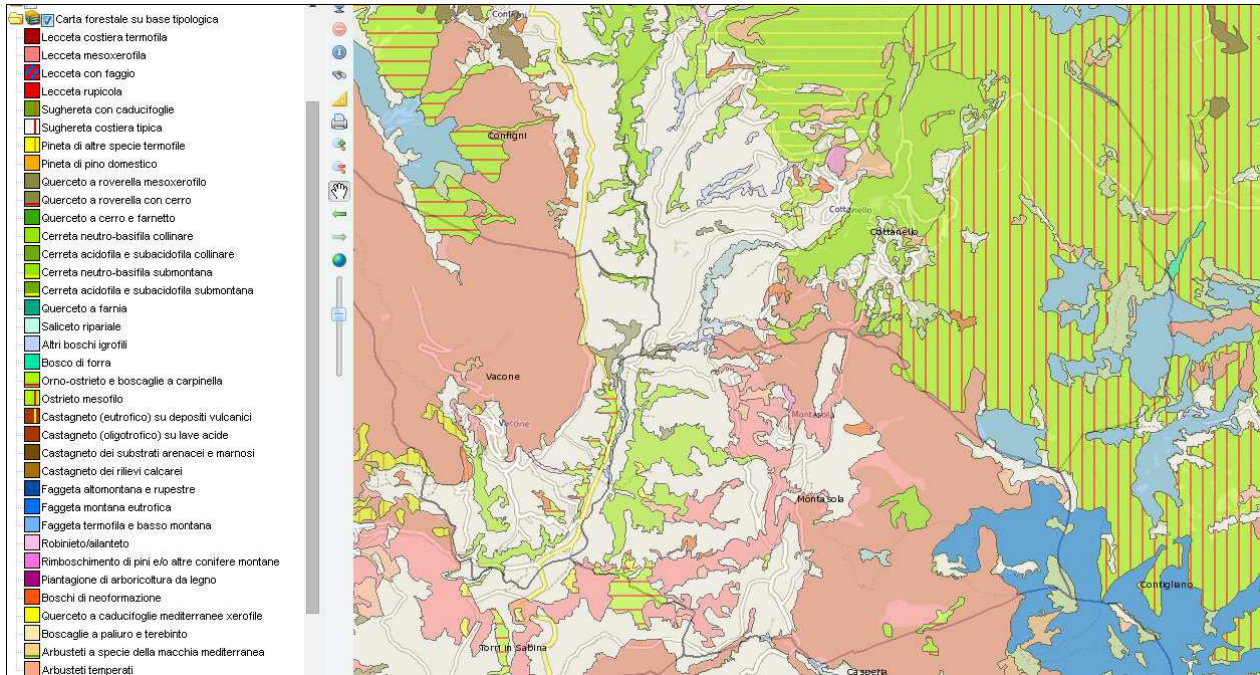 Carta forestale su base tipologica
Lecceta costiera termofila
Lecceta mesoxerofila
Lecceta con faggio
Lecceta rupicola
Sughereta con caducifoglie
Sughereta costiera tipica
Pineta di altre specie termofile
Pineta di pino domestico
Querceto a roverella mesoxerofilo
Querceto a roverella con cerro
Querceto a cerro e farnetto
Cerreta neutro-basifila collinare
Cerreta acidofila e subacidofila collinare
Cerreta neutro-basifila submontana
Cerreta acidofila e subacidofila submontana
Querceto a farnia
Saliceto ripariale
Altri boschi igrofili
Bosco di forra
Orno-ostrieto e boscaglie a carpinella
Ostrieto mesofilo
Castagneto (eutrofico) su depositi vulcanici
Castagneto (oligotrofico) su lave acide
Castagneto dei substrati arenacei e marnosi
Castagneto dei rilievi calcarei
Faggeta altomontana e rupestre
Faggeta montana eutrofica
Faggeta termofila e basso montana
Robinieto/ailanteto
Rimboschimento di pini e/o altre conifere montane
Piantagione di arboricoltura da legno
Boschi di neoformazione
Querceto a caducifoglie mediterranee xerofile
Boscaglie a paliuro e terebinto
Arbusteti a specie della macchia mediterranea
Arbusteti temperati
Configni
Configni
Cottanello
Cottanello
Vacone
Vacone
Montasola
Montasola
Contigliano
Torri in Sabina
Casperia